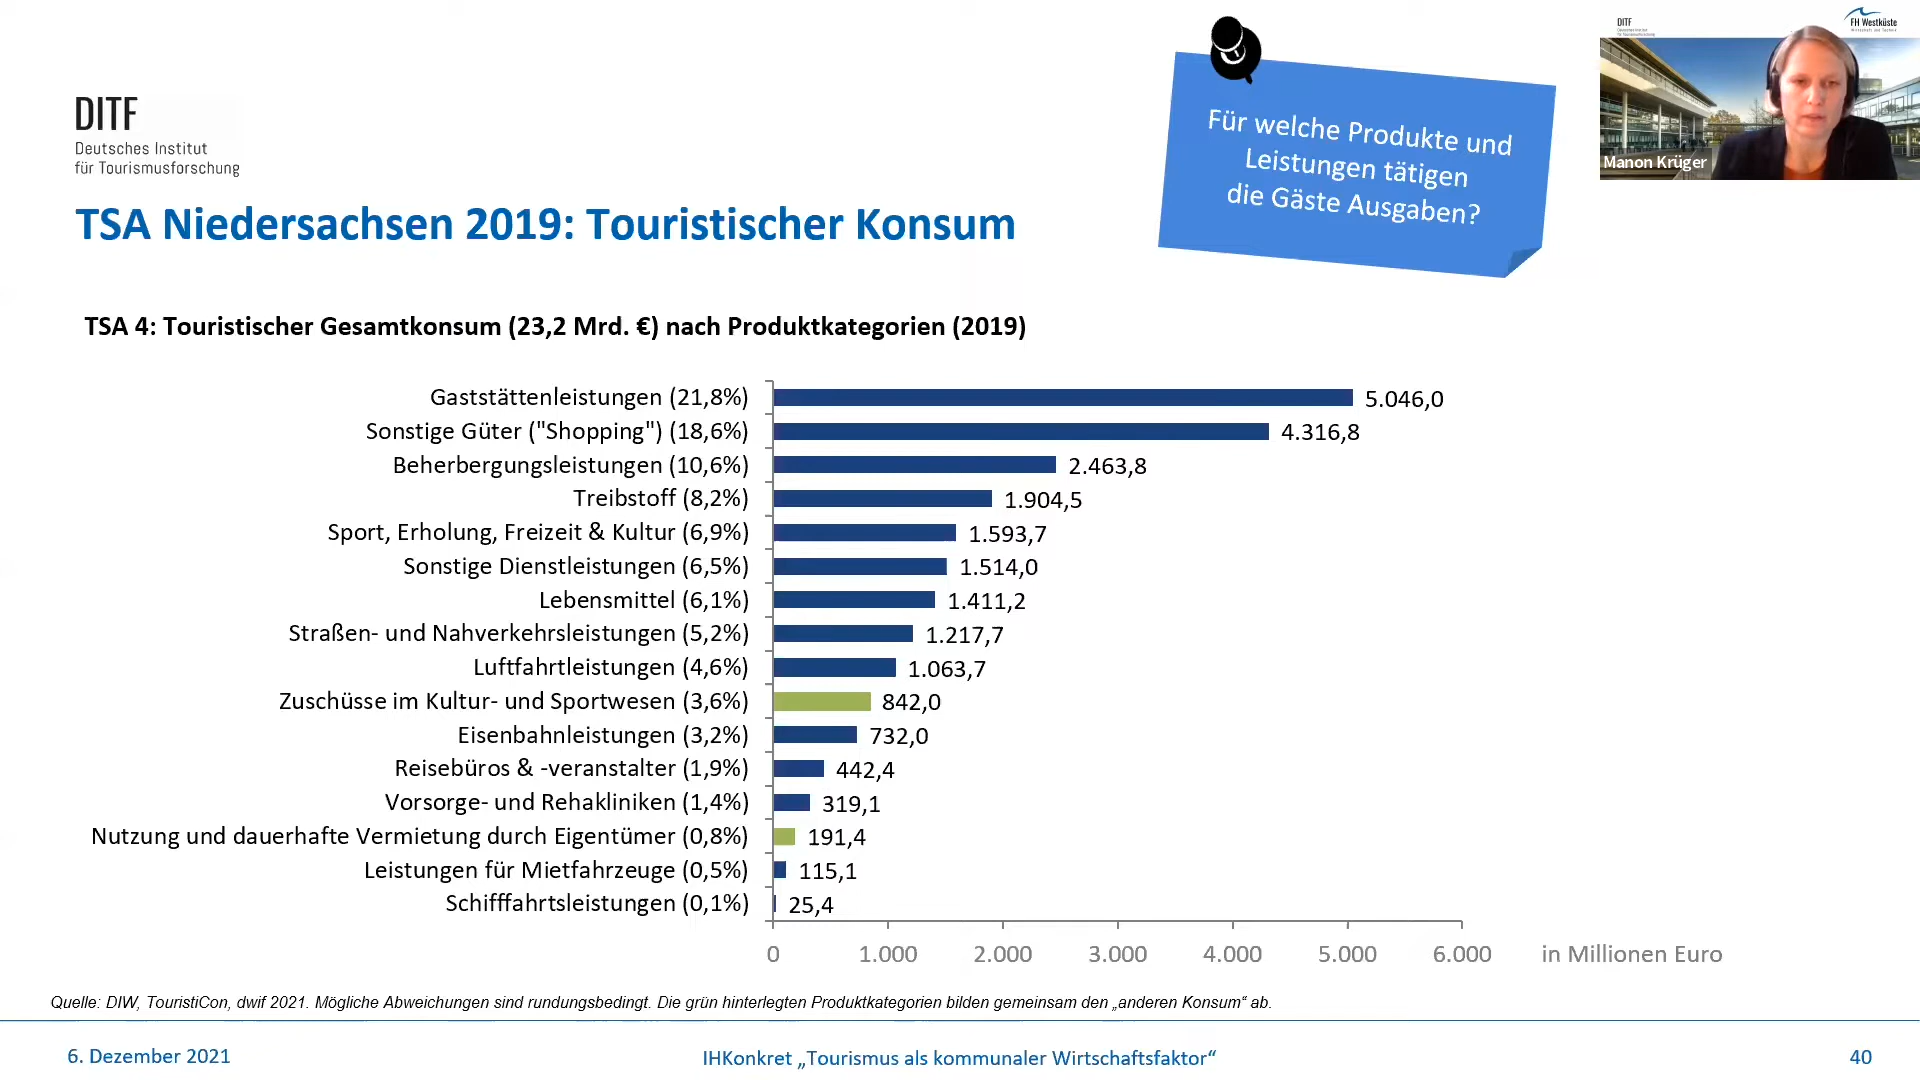 DITF
Deutsches Institut
für Tourismusforschung
TSA Niedersachsen 2019: Touristischer Konsum
Für welche Produkte und
Leistungen tätigen
die Gäste Ausgaben?
DITF
FH Westküste
Wirtschaft und Technik
Manon Krüger
TSA 4: Touristischer Gesamtkonsum (23,2 Mrd. €) nach Produktkategorien (2019)
Gaststättenleistungen (21,8%) 5.046,0
Sonstige Güter ("Shopping") (18,6%) 4.316,8
Beherbergungsleistungen (10,6%) 2.463,8
Treibstoff (8,2%) 1.904,5
Sport, Erholung, Freizeit & Kultur (6,9%) 1.593,7
Sonstige Dienstleistungen (6,5%) 1.514,0
Lebensmittel (6,1%) 1.411,2
Straßen- und Nahverkehrsleistungen (5,2%) 1.217,7
Luftfahrtleistungen (4,6%) 1.063,7
Zuschüsse im Kultur- und Sportwesen (3,6%) 842,0
Eisenbahnleistungen (3,2%) 732,0
Reisebüros & -veranstalter (1,9%) 442,4
Vorsorge- und Rehakliniken (1,4%) 319,1
Nutzung und dauerhafte Vermietung durch Eigentümer (0,8%) 191,4
Leistungen für Mietfahrzeuge (0,5%) 115,1
Schifffahrtsleistungen (0,1%) 25,4
0 1.000 2.000 3.000 4.000 5.000 6.000 in Millionen Euro
Quelle: DIW, TouristiCon, dwif 2021. Mögliche Abweichungen sind rundungsbedingt. Die grün hinterlegten Produktkategorien bilden gemeinsam den „anderen Konsum“ ab.
6. Dezember 2021
IHKonkret „Tourismus als kommunaler Wirtschaftsfaktor“
40